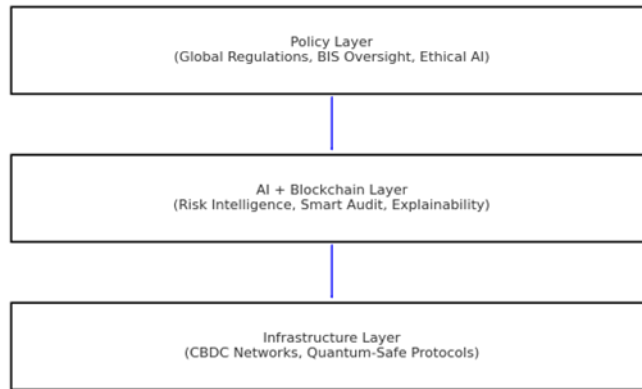 Policy Layer
(Global Regulations, BIS Oversight, Ethical AI)
AI + Blockchain Layer
(Risk Intelligence, Smart Audit, Explainability)
Infrastructure Layer
(CBDC Networks, Quantum-Safe Protocols)